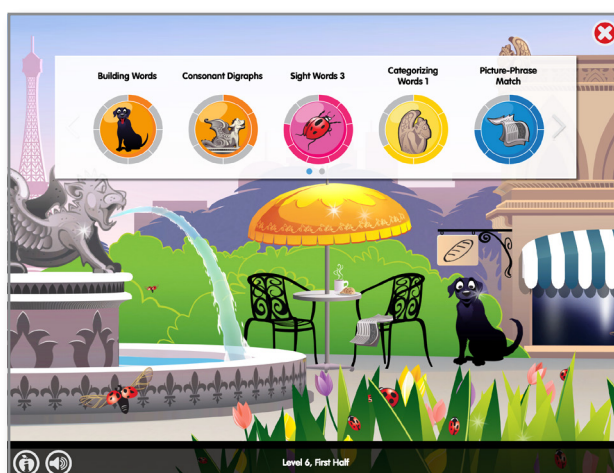 Building Words
Consonant Digraphs
Sight Words 3
Categorizing
Words 1
Picture-Phrase
Match
Level 6, First Half